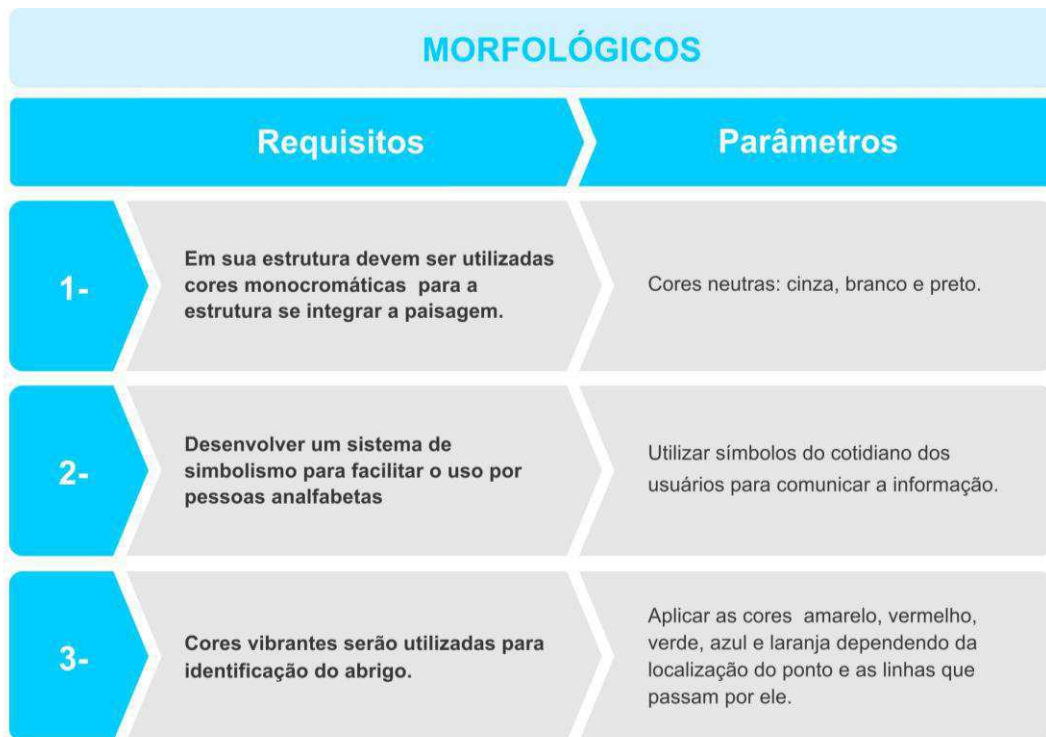 MORFOLÓGICOS
Requisitos
Parâmetros
1-
Em sua estrutura devem ser utilizadas
cores monocromáticas para a
estrutura se integrar a paisagem.
Cores neutras: cinza, branco e preto.
2-
Desenvolver um sistema de
simbolismo para facilitar o uso por
pessoas analfabetas
Utilizar símbolos do cotidiano dos
usuários para comunicar a informação.
3-
Cores vibrantes serão utilizadas para
identificação do abrigo.
Aplicar as cores amarelo, vermelho,
verde, azul e laranja dependendo da
localização do ponto e as linhas que
passam por ele.